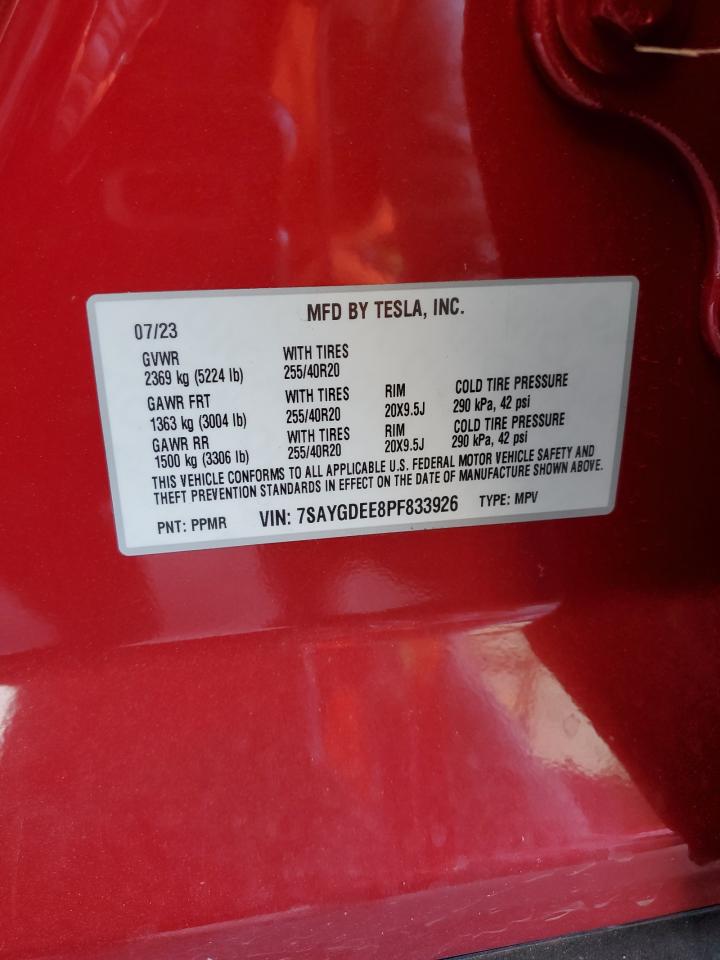 MFD BY TESLA, INC.
07/23
GVWR WITH TIRES
2369 kg (5224 lb) 255/40R20
GAWR FRT WITH TIRES RIM COLD TIRE PRESSURE
1363 kg (3004 lb) 255/40R20 20X9.5J 290 kPa, 42 psi
GAWR RR WITH TIRES RIM COLD TIRE PRESSURE
1500 kg (3306 lb) 255/40R20 20X9.5J 290 kPa, 42 psi
THIS VEHICLE CONFORMS TO ALL APPLICABLE U.S. FEDERAL MOTOR VEHICLE SAFETY AND
THEFT PREVENTION STANDARDS IN EFFECT ON THE DATE OF MANUFACTURE SHOWN ABOVE.
PNT: PPMR VIN: 7SAYGDEE8PF833926 TYPE: MPV